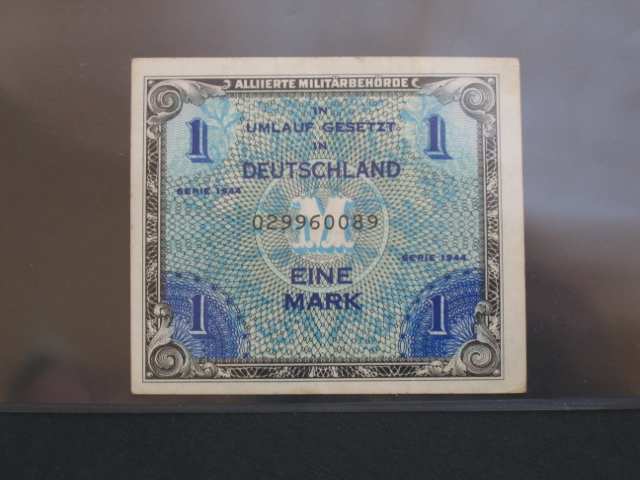 ALLIIERTE MILITÄRBEHÖRDE
1 1
IN
UMLAUF GESETZT
IN
DEUTSCHLAND
SERIE 1944
029960089
M
SERIE 1944
EINE
MARK
1 1